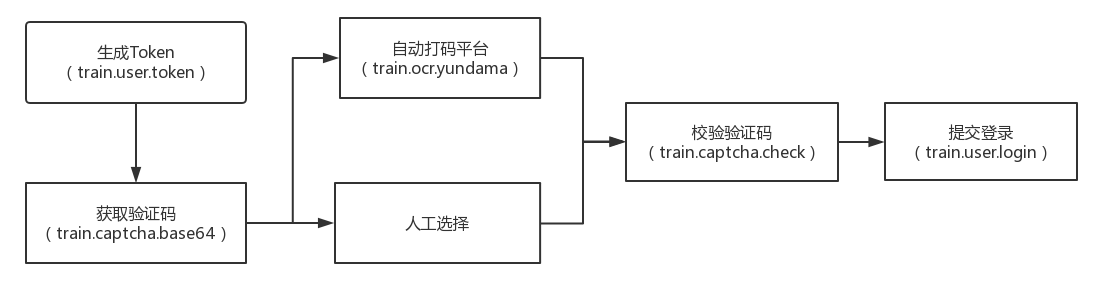 生成Token
（train.user.token）
获取验证码
（train.captcha.base64）
自动打码平台
（train.ocr.yundama）
人工选择
校验验证码
（train.captcha.check）
提交登录
（train.user.login）